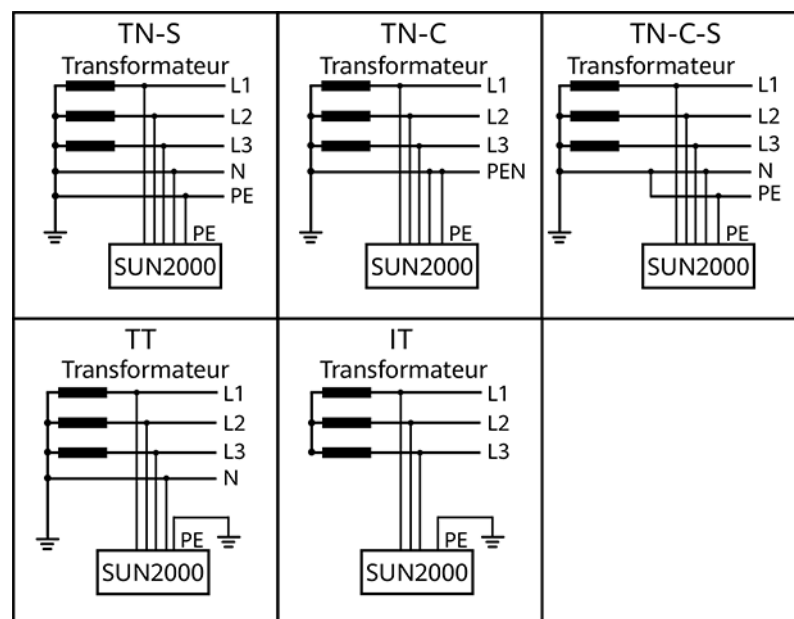 TN-S
Transformateur
L1
L2
L3
N
PE
PE
SUN2000
TN-C
Transformateur
L1
L2
L3
PEN
PE
SUN2000
TN-C-S
Transformateur
L1
L2
L3
N
PE
PE
SUN2000
TT
Transformateur
L1
L2
L3
N
PE
SUN2000
IT
Transformateur
L1
L2
L3
PE
SUN2000